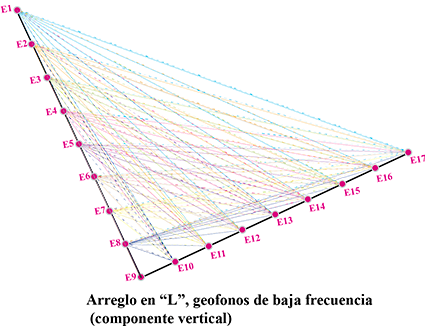 E1
E2
E3
E4
E5
E6
E7
E8
E9
E10
E11
E12
E13
E14
E15
E16
E17
Arreglo en “L”, geofonos de baja frecuencia
(componente vertical)